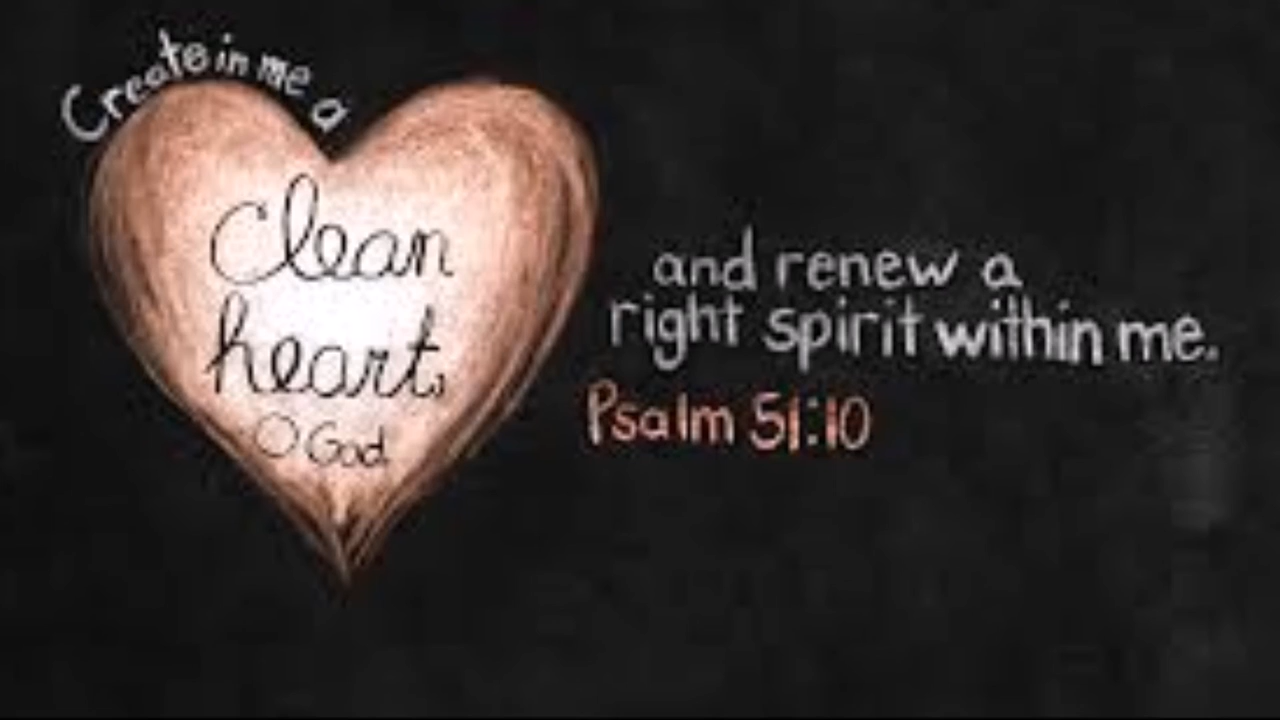 Create in me a
clean
heart,
O God
and renew a
right spirit within me.
Psalm 51:10